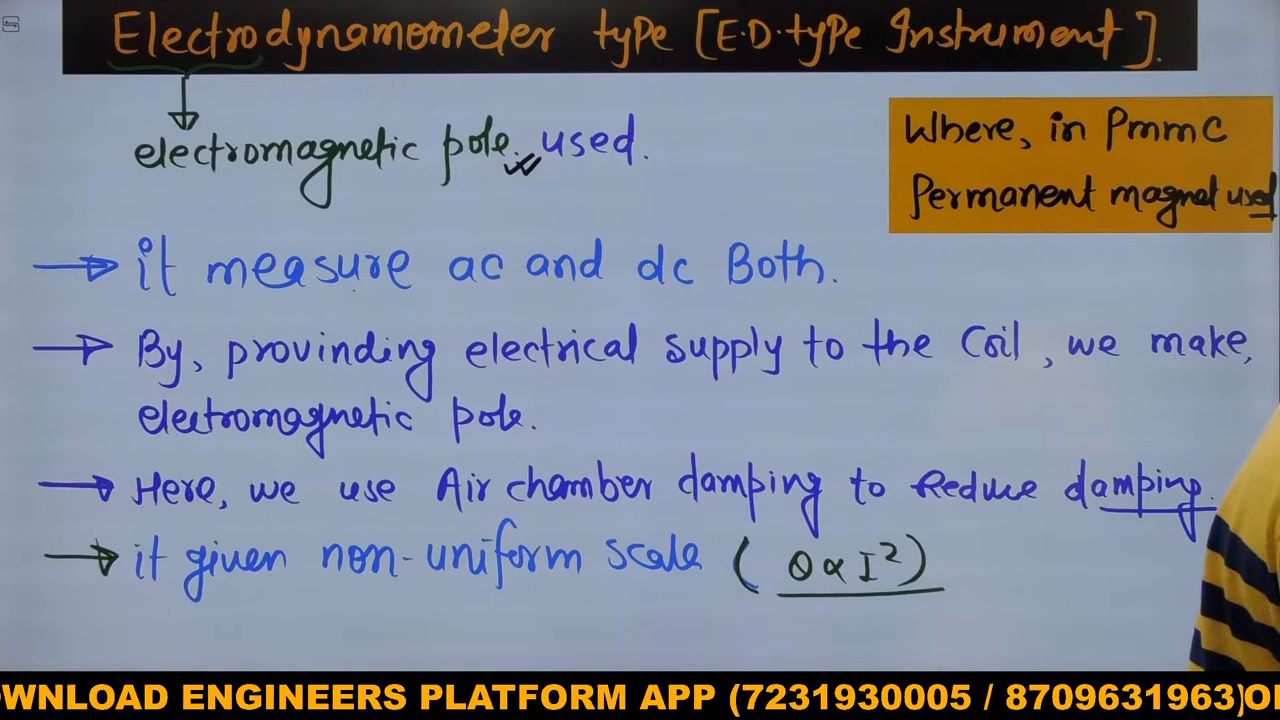 Electrodynamometer type [E.D.type Instrument].
electromagnetic pole. used.
Where, in PmmC
Permanent magnet used
→ it measure ac and dc Both.
→ By, provinding electrical supply to the Coil, we make,
electromagnetic pole.
→ Here, we use Air chamber damping to Reduce damping.
→ it given non-uniform scale (θ∝I²)
WNLOAD ENGINEERS PLATFORM APP (7231930005 / 8709631963)